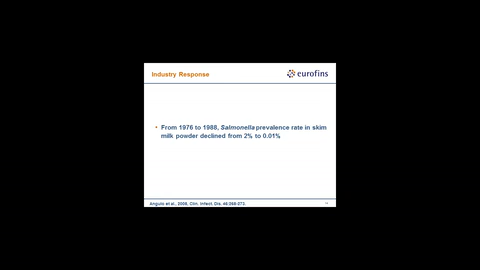 Industry Response
eurofins
• From 1976 to 1988, Salmonella prevalence rate in skim
milk powder declined from 2% to 0.01%
Angulo et al., 2008, Clin. Infect. Dis. 46:268-273.